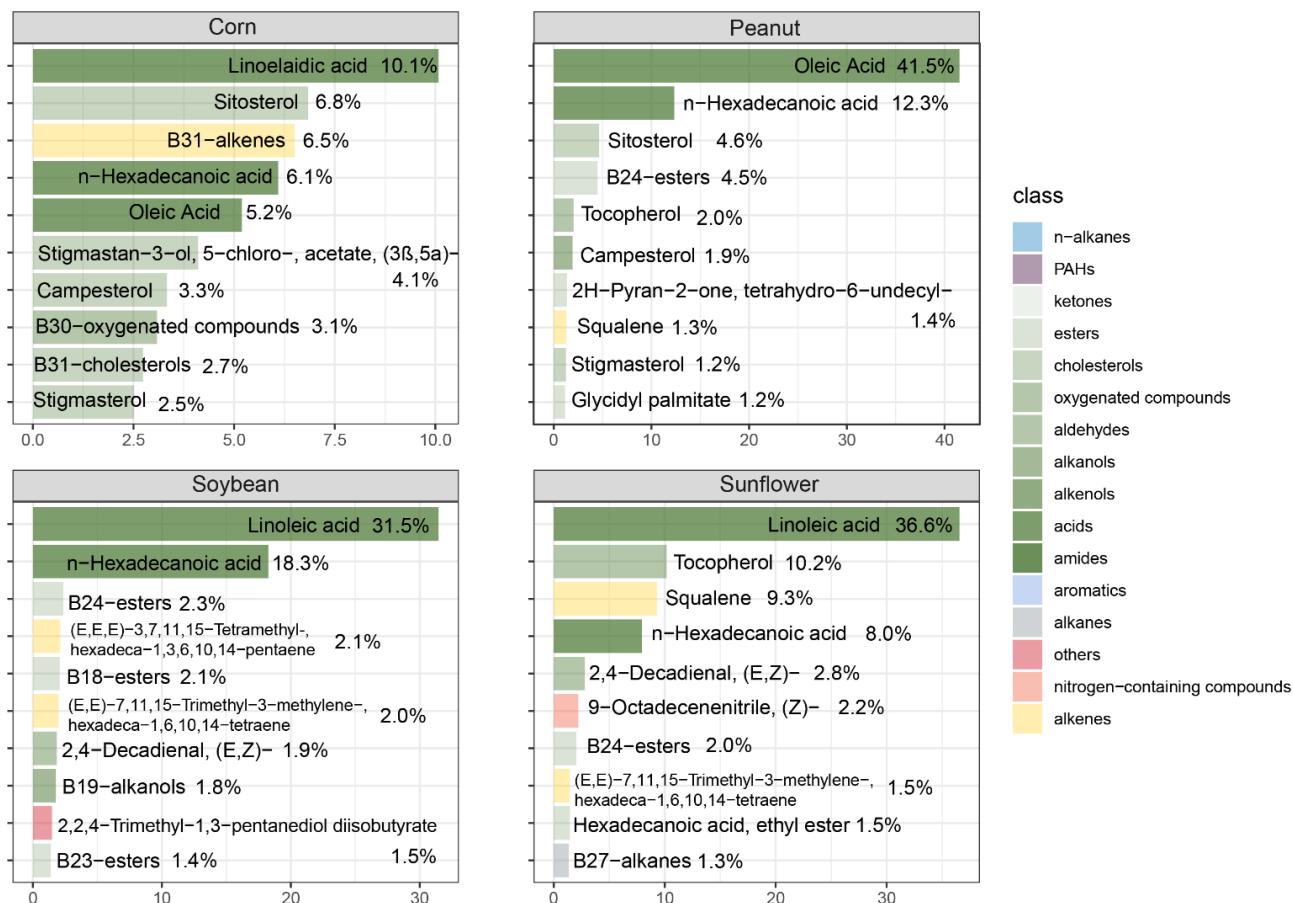 Corn
Linoelaidic acid 10.1%
Sitosterol 6.8%
B31-alkenes 6.5%
n-Hexadecanoic acid 6.1%
Oleic Acid 5.2%
Stigmastan-3-ol, 5-chloro-, acetate, (3ß,5a)-
4.1%
Campesterol 3.3%
B30-oxygenated compounds 3.1%
B31-cholesterols 2.7%
Stigmasterol 2.5%
0.0 2.5 5.0 7.5 10.0
Peanut
Oleic Acid 41.5%
n-Hexadecanoic acid 12.3%
Sitosterol 4.6%
B24-esters 4.5%
Tocopherol 2.0%
Campesterol 1.9%
2H-Pyran-2-one, tetrahydro-6-undecyl-
1.4%
Squalene 1.3%
Stigmasterol 1.2%
Glycidyl palmitate 1.2%
0 10 20 30 40
Soybean
Linoleic acid 31.5%
n-Hexadecanoic acid 18.3%
B24-esters 2.3%
(E,E,E)-3,7,11,15-Tetramethyl-,
hexadeca-1,3,6,10,14-pentaene 2.1%
B18-esters 2.1%
(E,E)-7,11,15-Trimethyl-3-methylene-,
hexadeca-1,6,10,14-tetraene 2.0%
2,4-Decadienal, (E,Z)- 1.9%
B19-alkanols 1.8%
2,2,4-Trimethyl-1,3-pentanediol diisobutyrate
1.5%
B23-esters 1.4%
0 10 20 30
Sunflower
Linoleic acid 36.6%
Tocopherol 10.2%
Squalene 9.3%
n-Hexadecanoic acid 8.0%
2,4-Decadienal, (E,Z)- 2.8%
9-Octadecenenitrile, (Z)- 2.2%
B24-esters 2.0%
(E,E)-7,11,15-Trimethyl-3-methylene-,
hexadeca-1,6,10,14-tetraene 1.5%
Hexadecanoic acid, ethyl ester 1.5%
B27-alkanes 1.3%
0 10 20 30
class
n-alkanes
PAHs
ketones
esters
cholesterols
oxygenated compounds
aldehydes
alkanols
alkenols
acids
amides
aromatics
alkanes
others
nitrogen-containing compounds
alkenes